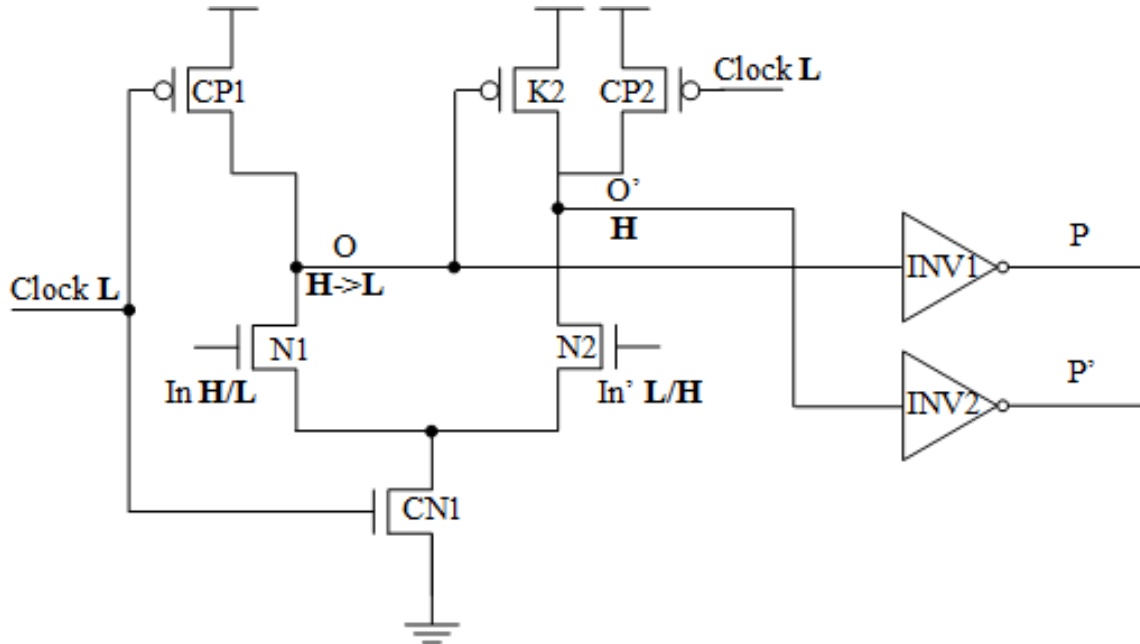 CP1
K2
CP2
Clock L
O'
H
O
H->L
Clock L
P
INV1
N1
N2
In H/L
In' L/H
P'
INV2
CN1